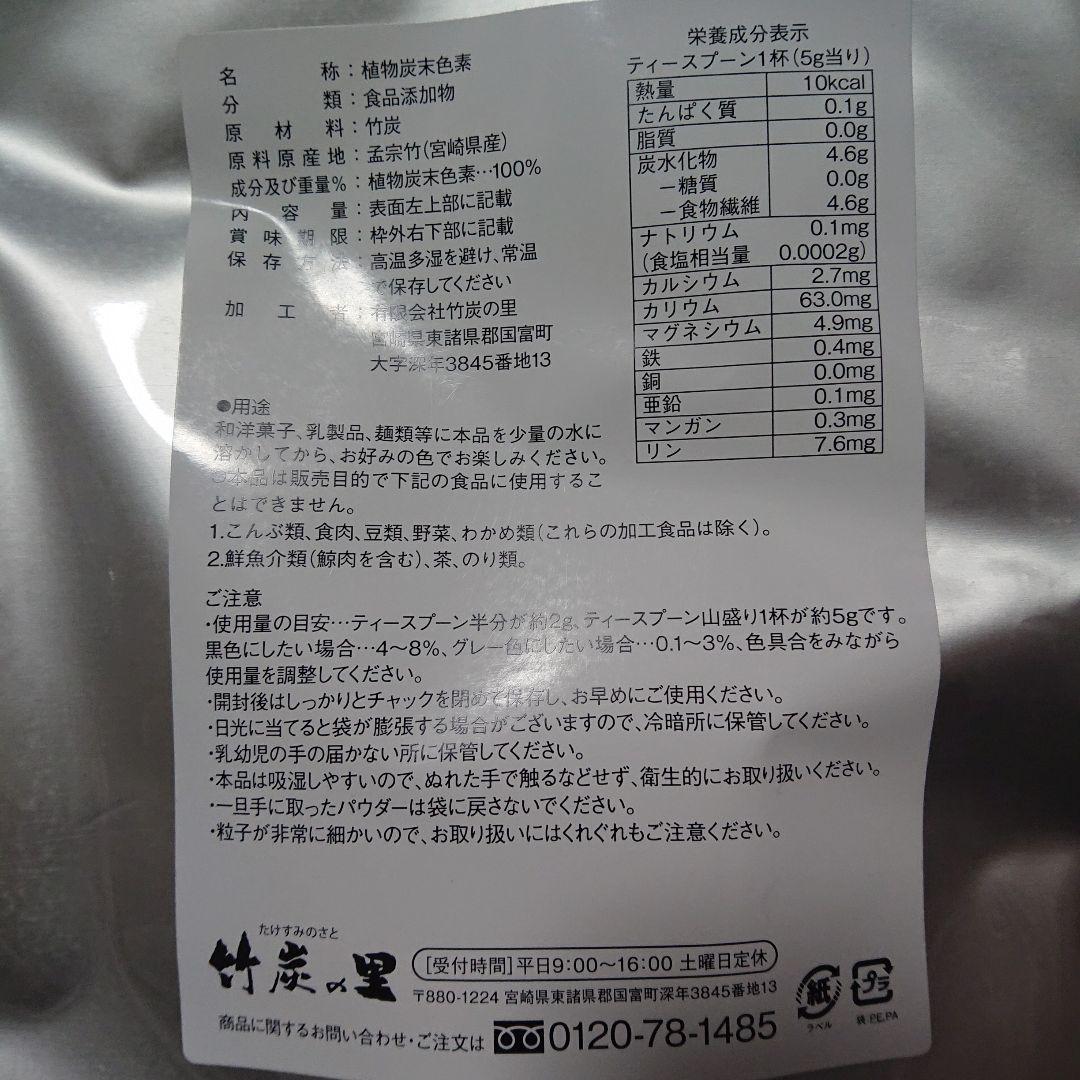 名称：植物炭末色素
分類：食品添加物
原材料：竹炭
原料原産地：孟宗竹(宮崎県産)
成分及び重量%：植物炭末色素…100%
内容量：表面左上部に記載
賞味期限：枠外右下部に記載
保存方法：高温多湿を避け、常温
で保存してください
加工者：有限会社竹炭の里
宮崎県東諸県郡国富町
大字深年3845番地13
栄養成分表示
ティースプーン1杯(5g当り)
熱量 10kcal
たんぱく質 0.1g
脂質 0.0g
炭水化物 4.6g
－糖質 0.0g
－食物繊維 4.6g
ナトリウム 0.1mg
(食塩相当量 0.0002g)
カルシウム 2.7mg
カリウム 63.0mg
マグネシウム 4.9mg
鉄 0.4mg
銅 0.0mg
亜鉛 0.1mg
マンガン 0.3mg
リン 7.6mg
●用途
和洋菓子、乳製品、麺類等に本品を少量の水に
溶かしてから、お好みの色でお楽しみください。
本品は販売目的で下記の食品に使用するこ
とはできません。
1.こんぶ類、食肉、豆類、野菜、わかめ類(これらの加工食品は除く)。
2.鮮魚介類(鯨肉を含む)、茶、のり類。
ご注意
・使用量の目安…ティースプーン半分が約2g、ティースプーン山盛り1杯が約5gです。
黒色にしたい場合…4～8%、グレー色にしたい場合…0.1～3%、色具合をみながら
使用量を調整してください。
・開封後はしっかりとチャックを閉めて保存し、お早めにご使用ください。
・日光に当てると袋が膨張する場合がございますので、冷暗所に保管してください。
・乳幼児の手の届かない所に保管してください。
・本品は吸湿しやすいので、ぬれた手で触るなどせず、衛生的にお取り扱いください。
・一旦手に取ったパウダーは袋に戻さないでください。
・粒子が非常に細かいので、お取り扱いにはくれぐれもご注意ください。
たけすみのさと
竹炭の里
[受付時間]平日9:00～16:00 土曜日定休
〒880-1224 宮崎県東諸県郡国富町深年3845番地13
商品に関するお問い合わせ・ご注文は 0120-78-1485
紙
ラベル
プラ
袋 PE,PA